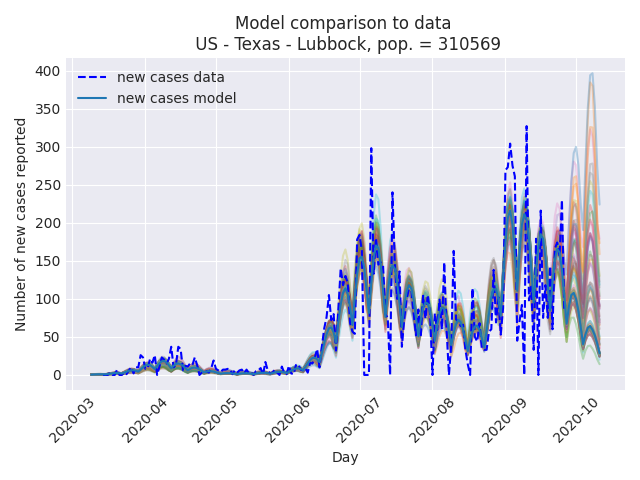 Model comparison to data
US - Texas - Lubbock, pop. = 310569
new cases data
new cases model
Number of new cases reported
400
350
300
250
200
150
100
50
0
2020-03
2020-04
2020-05
2020-06
2020-07
2020-08
2020-09
2020-10
Day